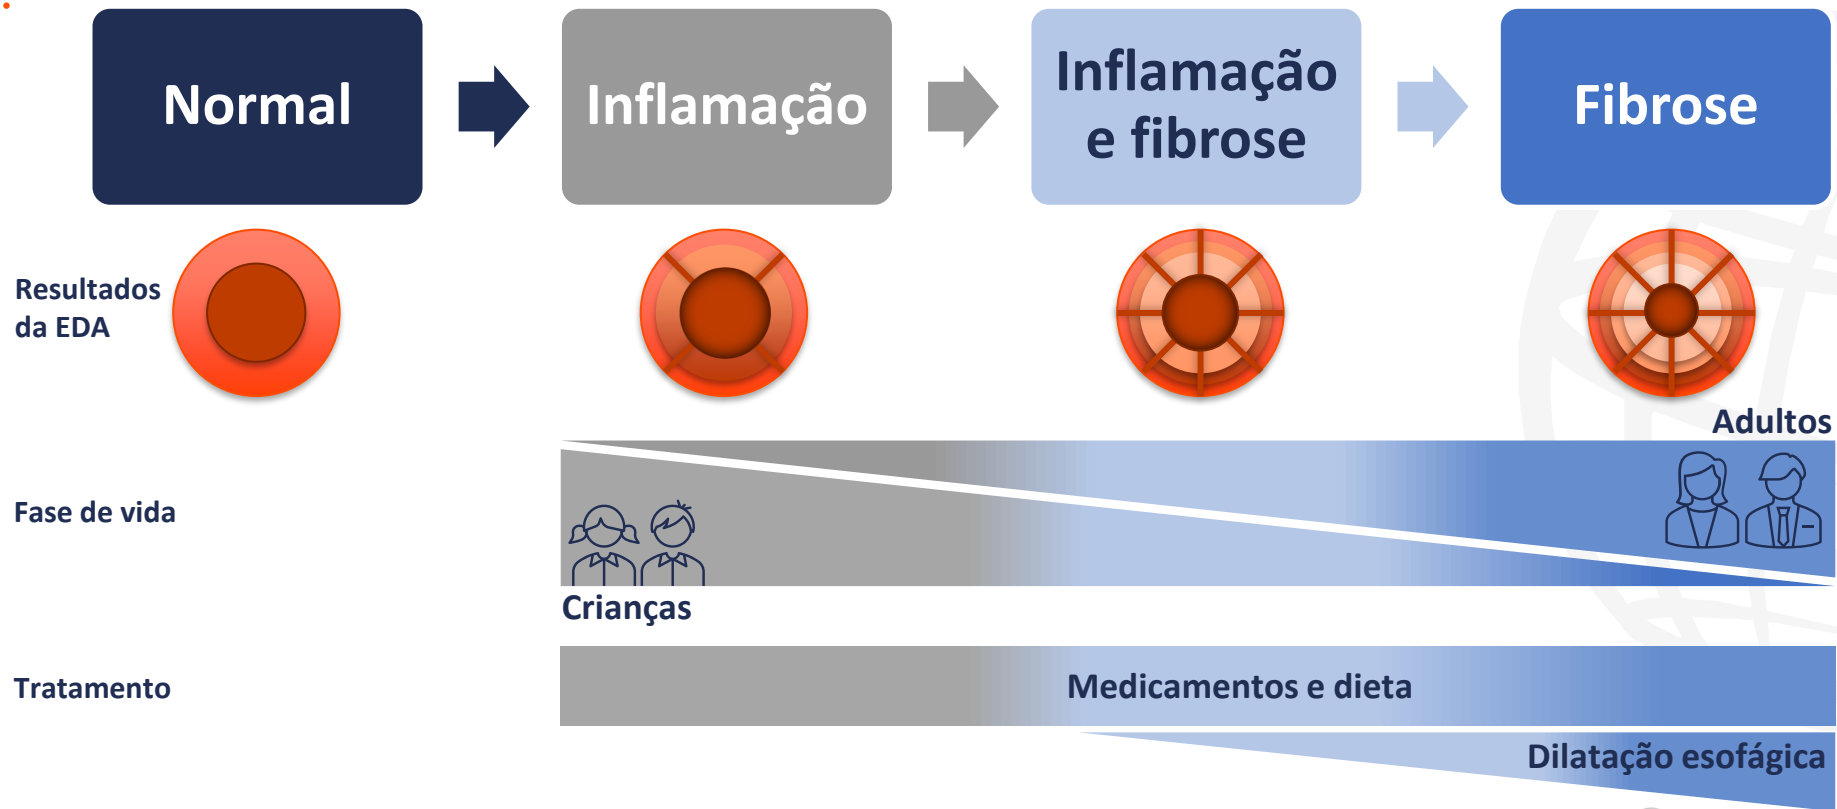 Normal
Inflamação
Inflamação
e fibrose
Fibrose
Resultados
da EDA
Adultos
Fase de vida
Crianças
Tratamento
Medicamentos e dieta
Dilatação esofágica